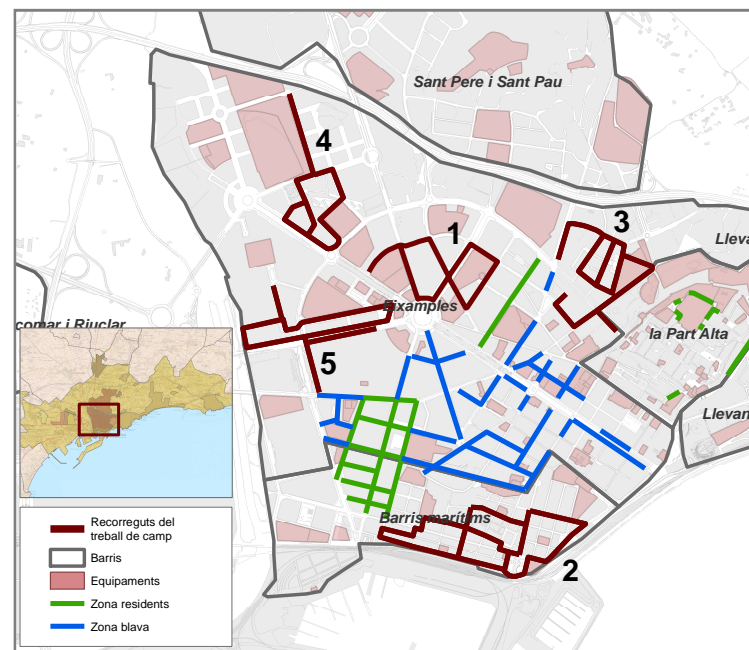 Sant Pere i Sant Pau
4
3
1
Lleva
Eixamples
comar i Riuclar
la Part Alta
5
Llevan
Barris marítims
2
Recorreguts del
treball de camp
Barris
Equipaments
Zona residents
Zona blava